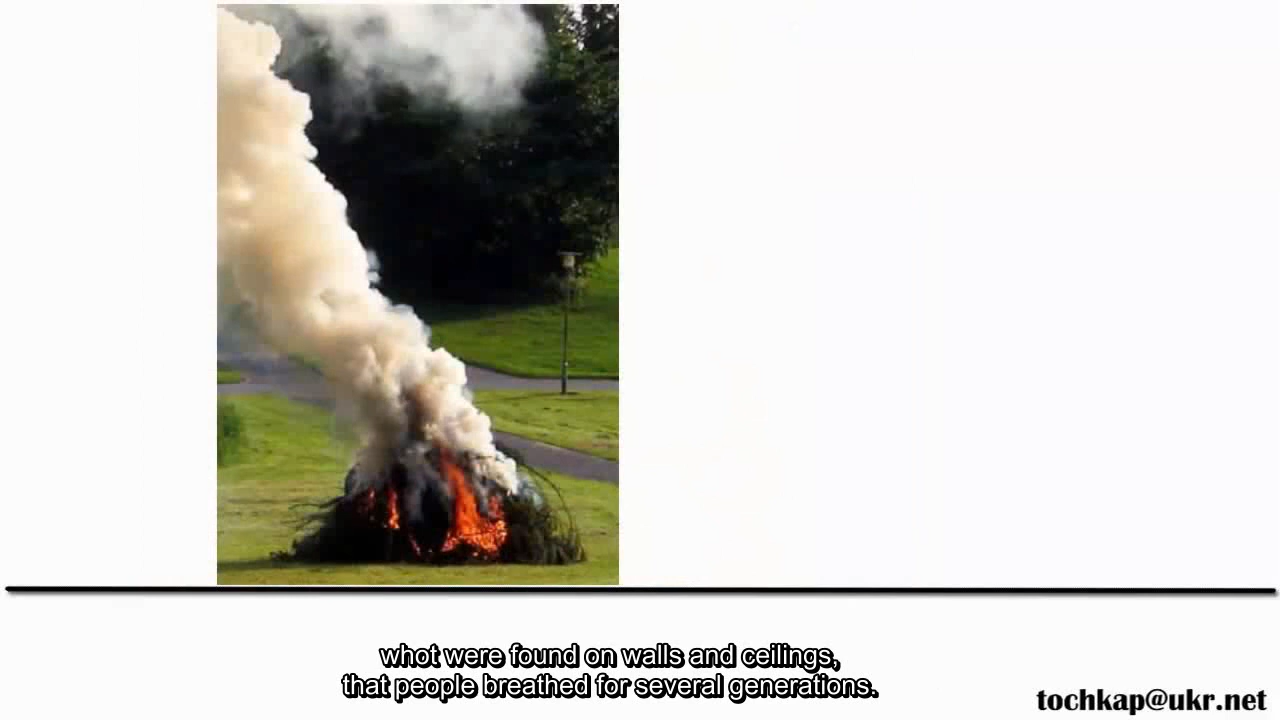 whot were found on walls and ceilings,
that people breathed for several generations.
tochkap@ukr.net